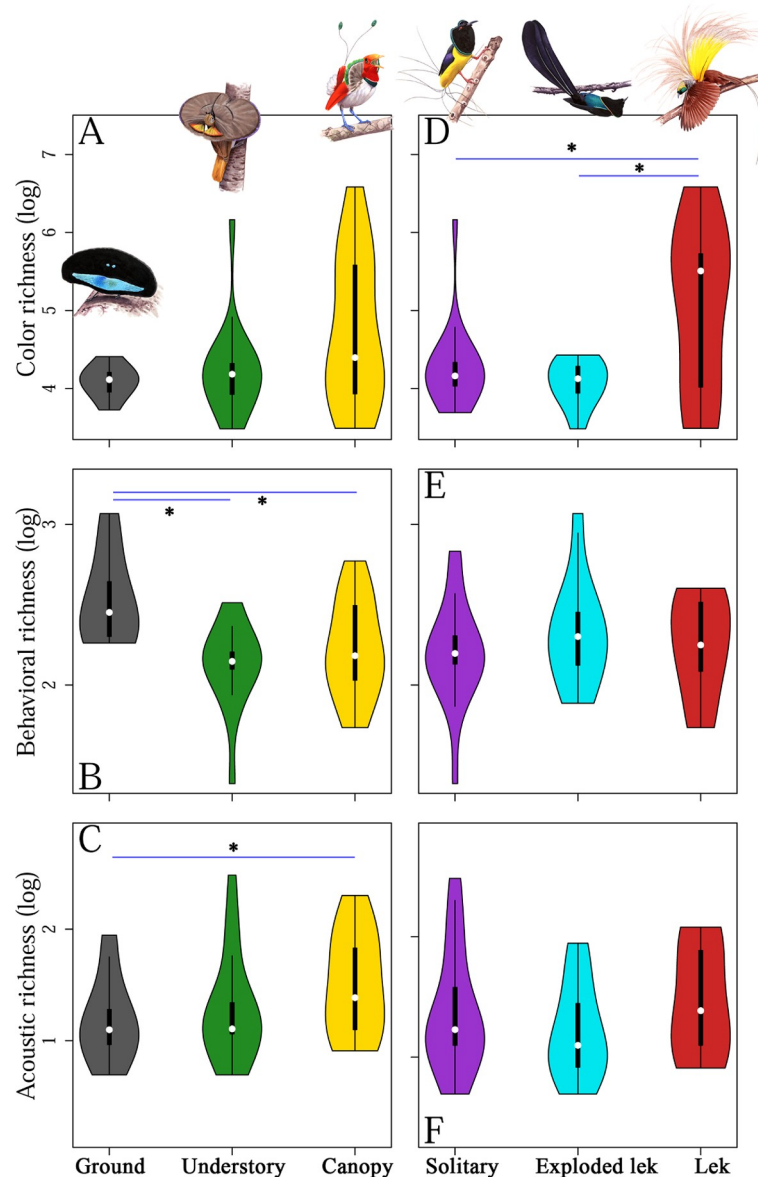 A
D
*
*
Color richness (log)
7
6
5
4
B
E
*
*
Behavioral richness (log)
3
2
C
F
*
Acoustic richness (log)
2
1
Ground Understory Canopy Solitary Exploded lek Lek